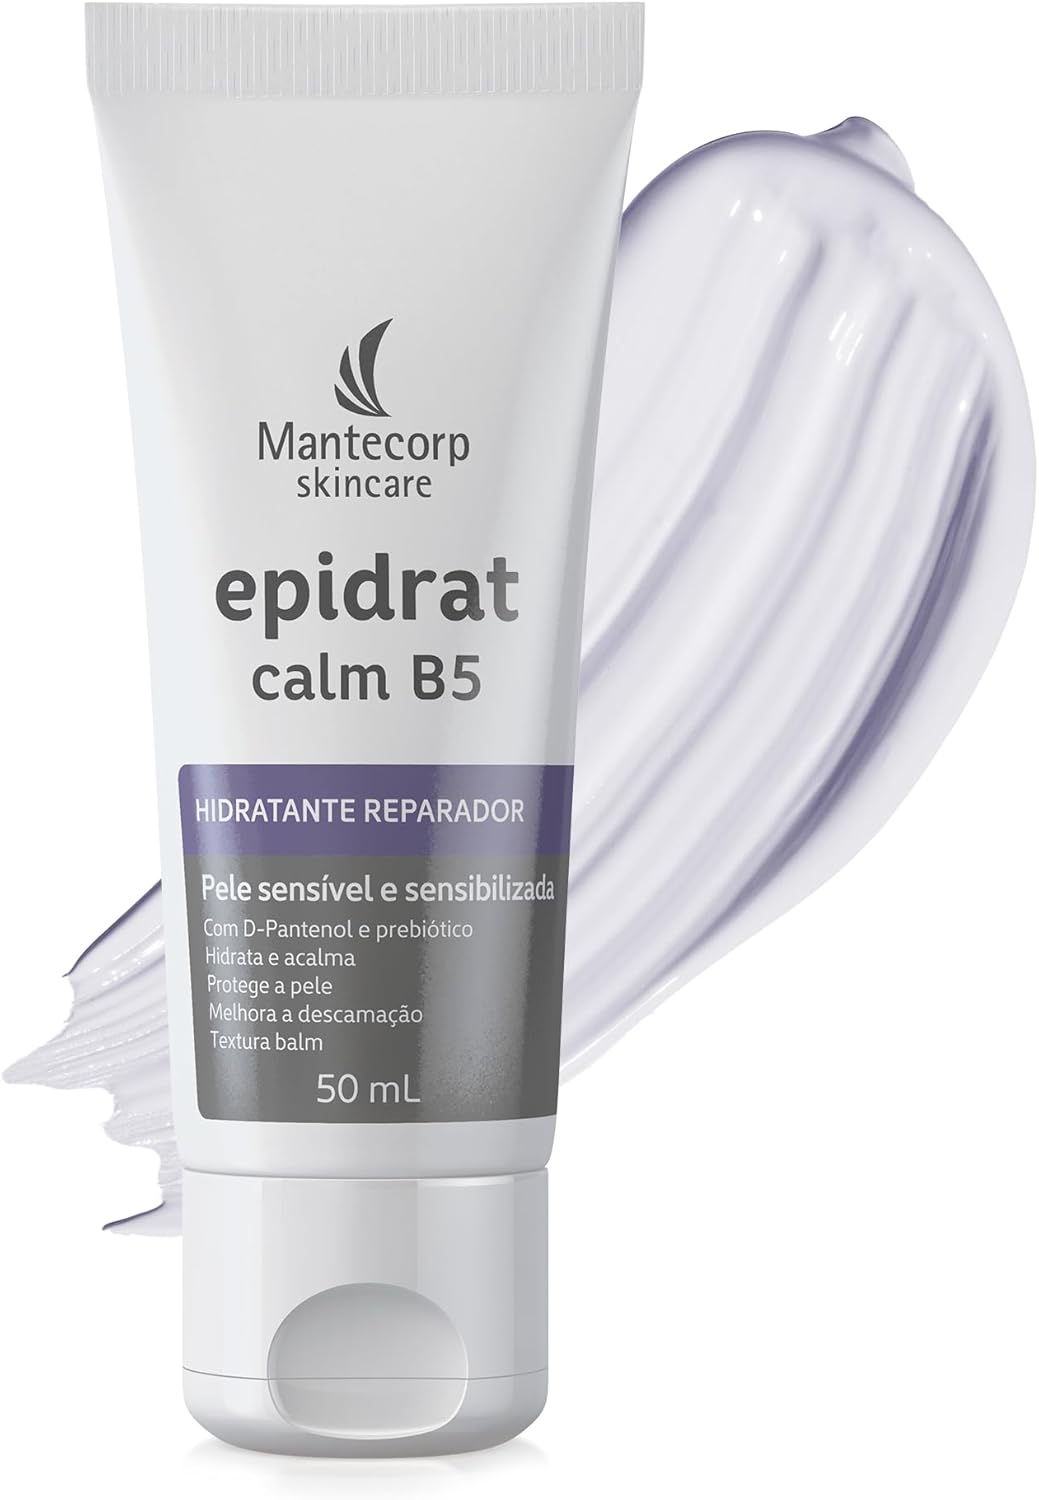 Mantecorp
skincare
epidrat
calm B5
HIDRATANTE REPARADOR
Pele sensível e sensibilizada
Com D-Pantenol e prebiótico
Hidrata e acalma
Protege a pele
Melhora a descamação
Textura balm
50 mL